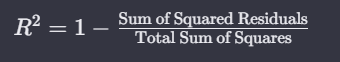 R² = 1 − Sum of Squared Residuals / Total Sum of Squares